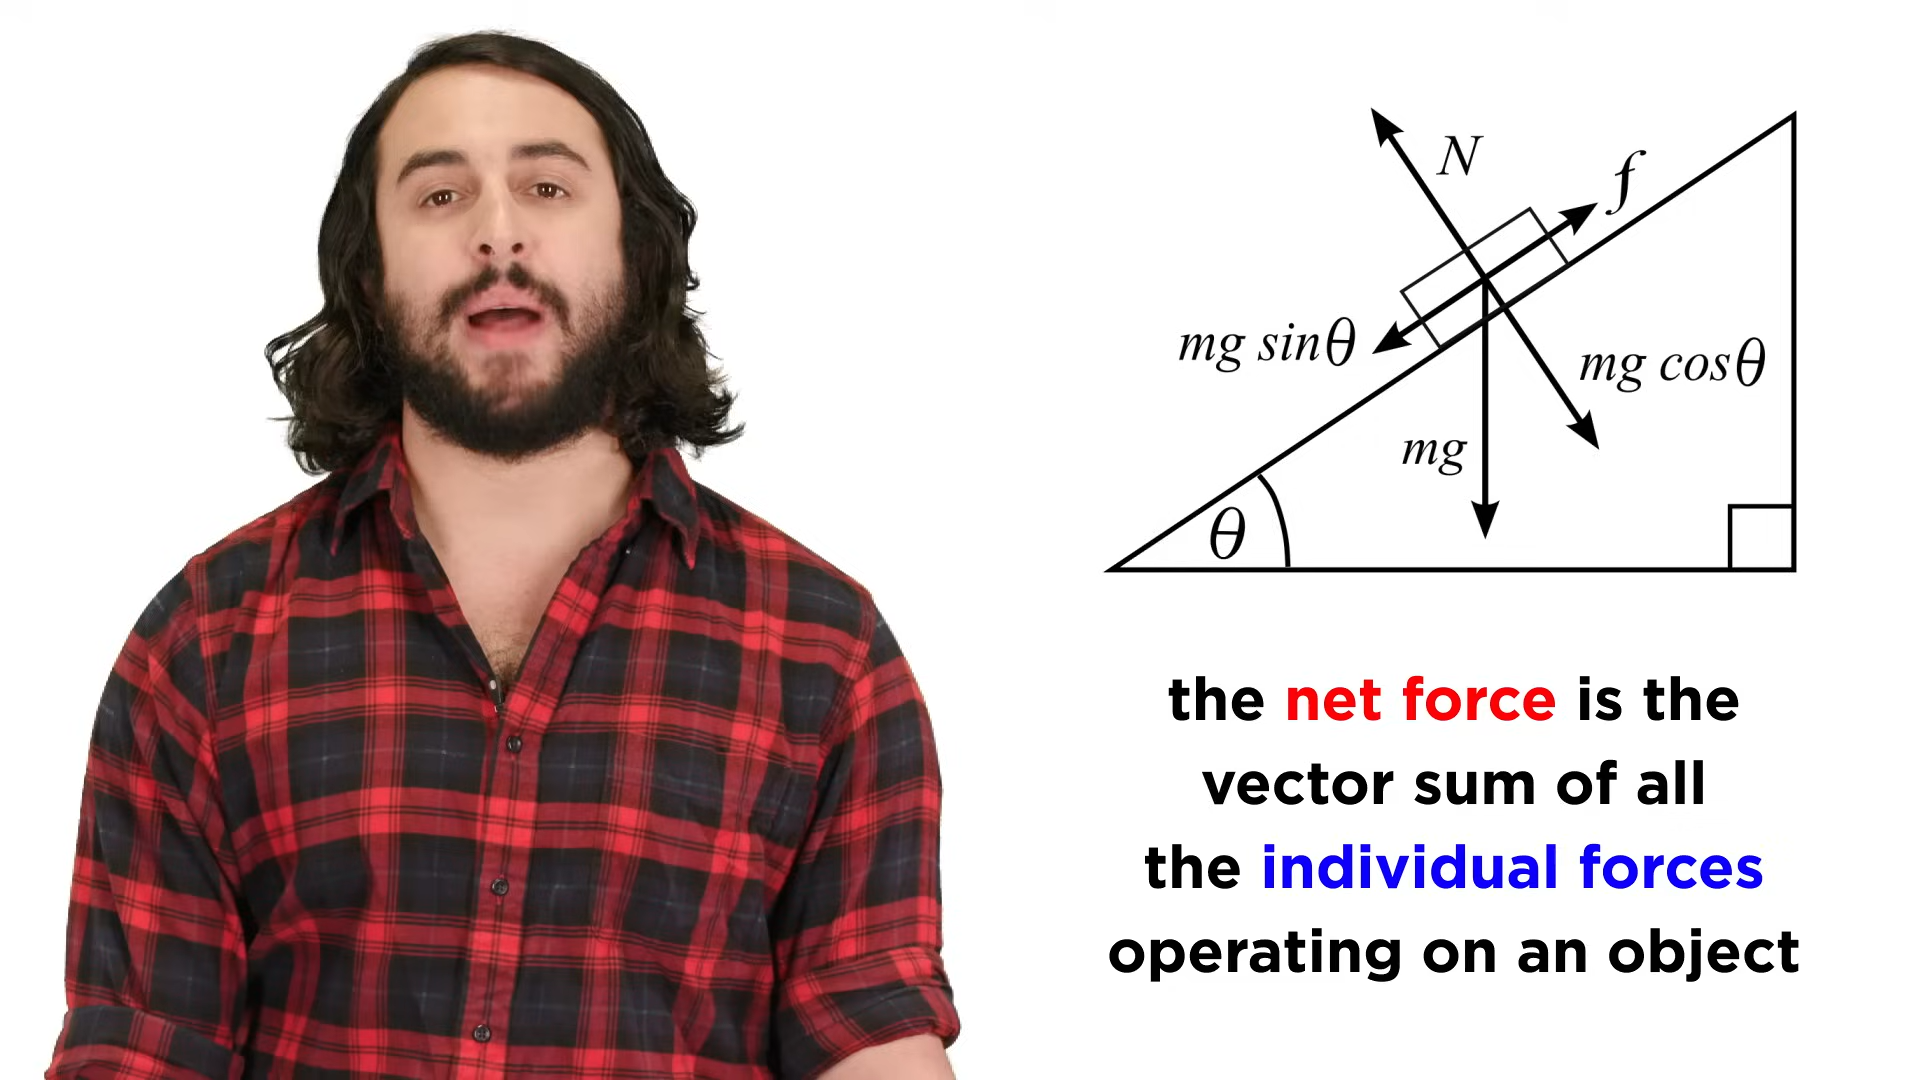 N
f
mg sinθ
mg cosθ
mg
θ
the net force is the
vector sum of all
the individual forces
operating on an object